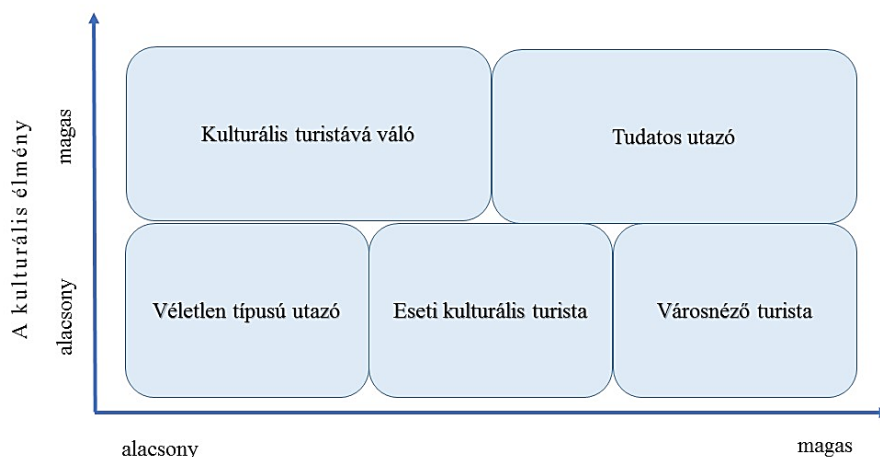 A kulturális élmény
magas
alacsony
Kulturális turistává váló
Tudatos utazó
Véletlen típusú utazó
Eseti kulturális turista
Városnéző turista
alacsony
magas